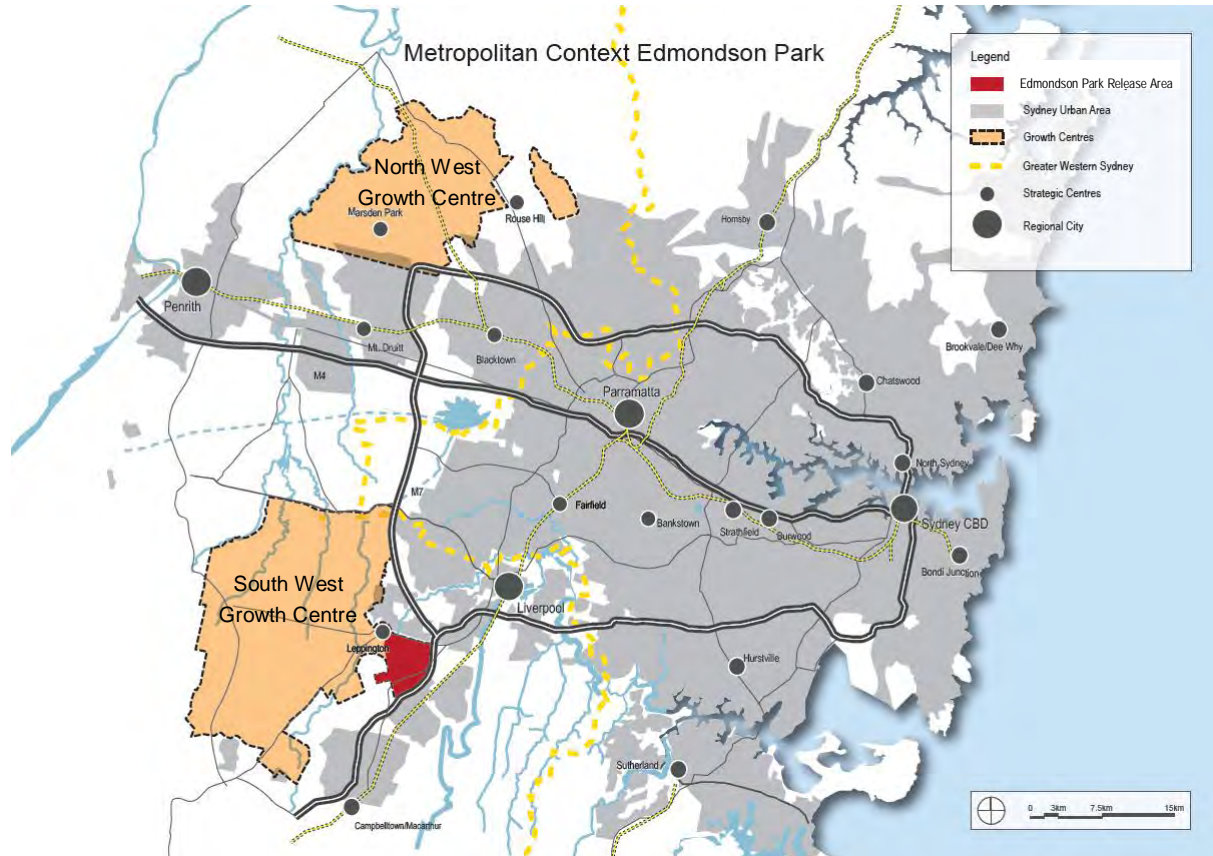 Metropolitan Context Edmondson Park
Legend
Edmondson Park Release Area
Sydney Urban Area
Growth Centres
Greater Western Sydney
Strategic Centres
Regional City
North West
Growth Centre
Marsden Park
Rouse Hill
Hornsby
Penrith
Mt. Druitt
Blacktown
Brookvale/Dee Why
M4
Chatswood
Parramatta
North Sydney
M7
Fairfield
Bankstown
Strathfield
Burwood
Sydney CBD
Bondi Junction
South West
Growth Centre
Liverpool
Leppington
Hurstville
Sutherland
Campbelltown/Macarthur
0 3km 7.5km 15km